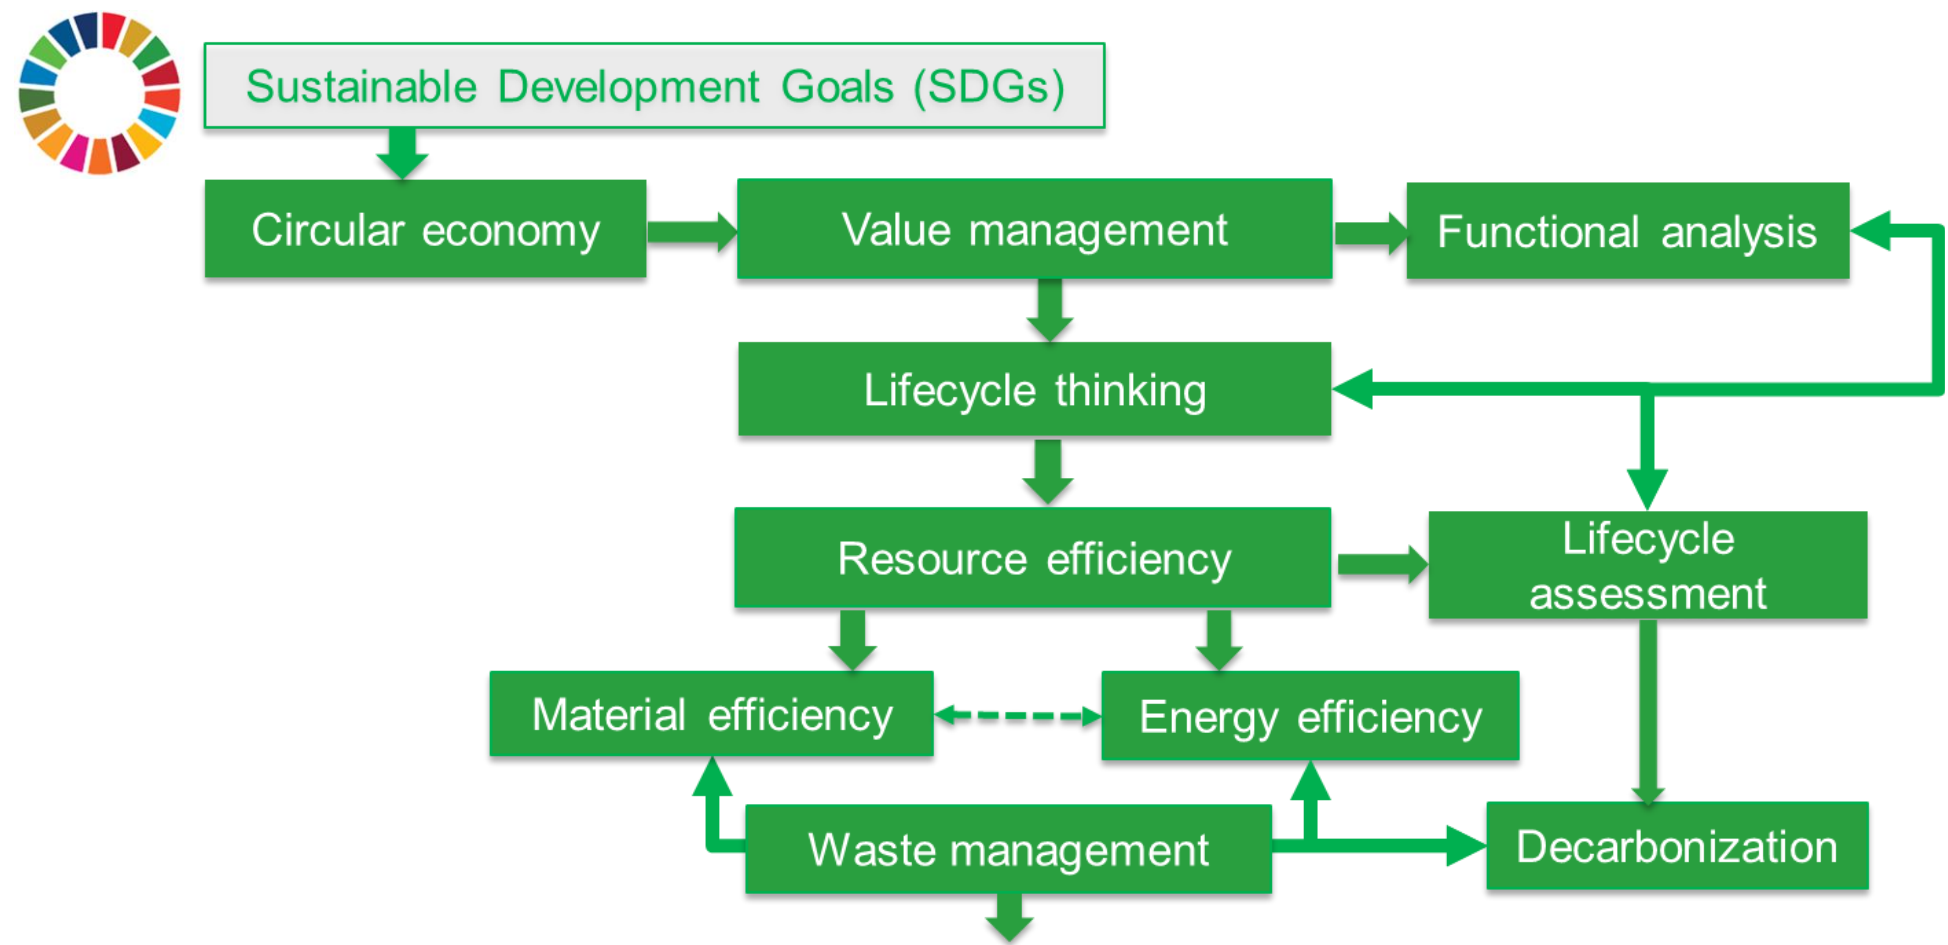 Sustainable Development Goals (SDGs)
Circular economy
Value management
Functional analysis
Lifecycle thinking
Resource efficiency
Lifecycle
assessment
Material efficiency
Energy efficiency
Waste management
Decarbonization